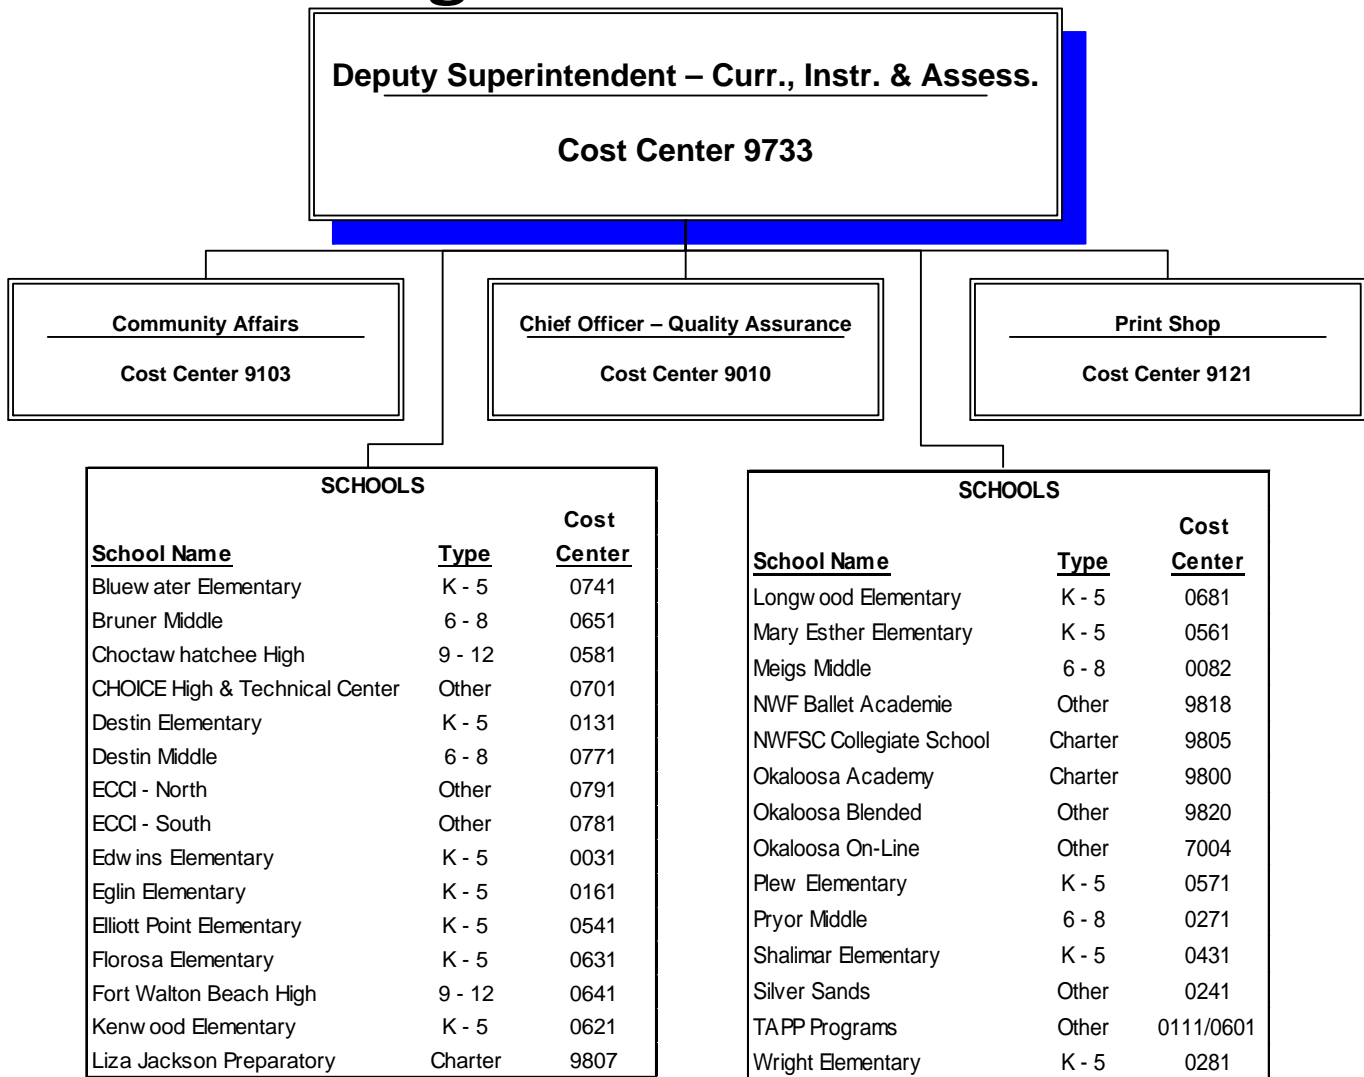 g
Deputy Superintendent – Curr., Instr. & Assess.
Cost Center 9733
Community Affairs
Cost Center 9103
Chief Officer – Quality Assurance
Cost Center 9010
Print Shop
Cost Center 9121
SCHOOLS
Cost
School Name Type Center
Bluewater Elementary K - 5 0741
Bruner Middle 6 - 8 0651
Choctawhatchee High 9 - 12 0581
CHOICE High & Technical Center Other 0701
Destin Elementary K - 5 0131
Destin Middle 6 - 8 0771
ECCI - North Other 0791
ECCI - South Other 0781
Edwins Elementary K - 5 0031
Eglin Elementary K - 5 0161
Elliott Point Elementary K - 5 0541
Florosa Elementary K - 5 0631
Fort Walton Beach High 9 - 12 0641
Kenwood Elementary K - 5 0621
Liza Jackson Preparatory Charter 9807
SCHOOLS
Cost
School Name Type Center
Longwood Elementary K - 5 0681
Mary Esther Elementary K - 5 0561
Meigs Middle 6 - 8 0082
NWF Ballet Academie Other 9818
NWFSC Collegiate School Charter 9805
Okaloosa Academy Charter 9800
Okaloosa Blended Other 9820
Okaloosa On-Line Other 7004
Plew Elementary K - 5 0571
Pryor Middle 6 - 8 0271
Shalimar Elementary K - 5 0431
Silver Sands Other 0241
TAPP Programs Other 0111/0601
Wright Elementary K - 5 0281